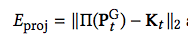 E_proj = ‖Π(P_t^G) − K_t‖_2